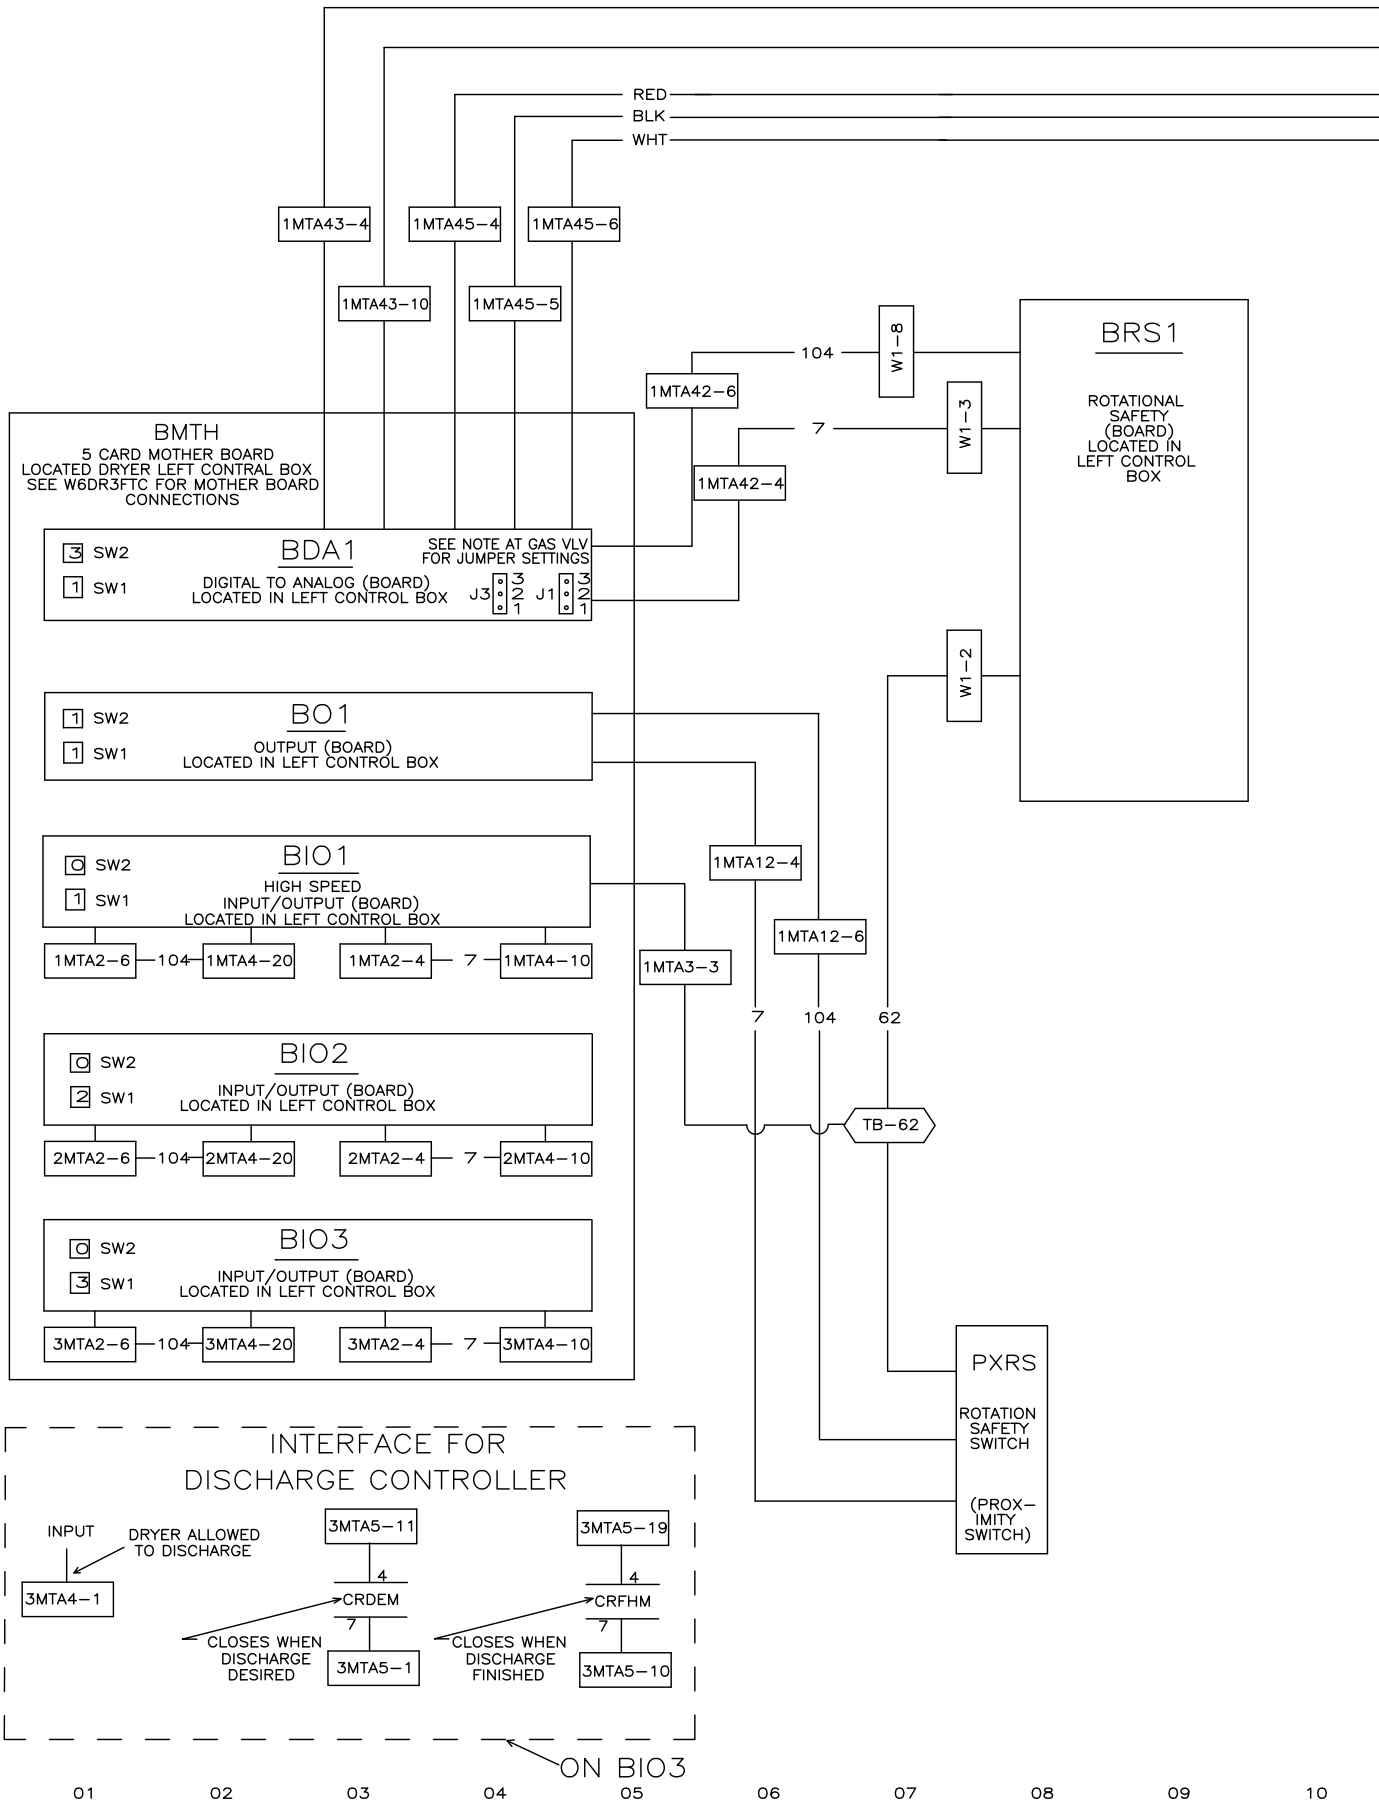 RED
BLK
WHT
1MTA43-4
1MTA45-4
1MTA45-6
1MTA43-10
1MTA45-5
104
W1-8
BRS1
1MTA42-6
W1-3
ROTATIONAL
SAFETY
(BOARD)
LOCATED IN
LEFT CONTROL
BOX
7
1MTA42-4
BMTH
5 CARD MOTHER BOARD
LOCATED DRYER LEFT CONTRAL BOX
SEE W6DR3FTC FOR MOTHER BOARD
CONNECTIONS
3 SW2
1 SW1
BDA1
DIGITAL TO ANALOG (BOARD)
LOCATED IN LEFT CONTROL BOX
SEE NOTE AT GAS VLV
FOR JUMPER SETTINGS
J3
3
2
1
J1
3
2
1
W1-2
1 SW2
1 SW1
BO1
OUTPUT (BOARD)
LOCATED IN LEFT CONTROL BOX
0 SW2
1 SW1
BIO1
HIGH SPEED
INPUT/OUTPUT (BOARD)
LOCATED IN LEFT CONTROL BOX
1MTA12-4
1MTA12-6
1MTA2-6
104
1MTA4-20
1MTA2-4
7
1MTA4-10
1MTA3-3
7
104
62
0 SW2
2 SW1
BIO2
INPUT/OUTPUT (BOARD)
LOCATED IN LEFT CONTROL BOX
TB-62
2MTA2-6
104
2MTA4-20
2MTA2-4
7
2MTA4-10
0 SW2
3 SW1
BIO3
INPUT/OUTPUT (BOARD)
LOCATED IN LEFT CONTROL BOX
3MTA2-6
104
3MTA4-20
3MTA2-4
7
3MTA4-10
PXRS
ROTATION
SAFETY
SWITCH
(PROX-
IMITY
SWITCH)
INTERFACE FOR
DISCHARGE CONTROLLER
INPUT
DRYER ALLOWED
TO DISCHARGE
3MTA4-1
3MTA5-11
4
CRDEM
7
3MTA5-1
CLOSES WHEN
DISCHARGE
DESIRED
3MTA5-19
4
CRFHM
7
3MTA5-10
CLOSES WHEN
DISCHARGE
FINISHED
ON BIO3
01 02 03 04 05 06 07 08 09 10